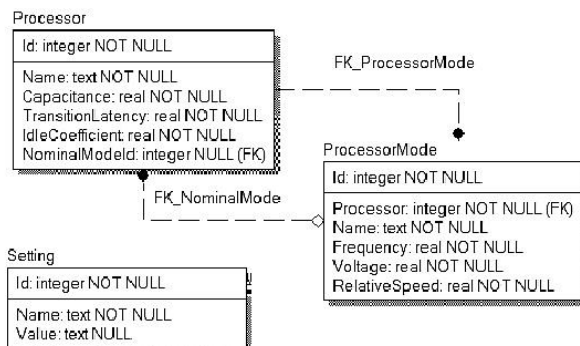 Processor
Id: integer NOT NULL
Name: text NOT NULL
Capacitance: real NOT NULL
TransitionLatency: real NOT NULL
IdleCoefficient: real NOT NULL
NominalModeId: integer NULL (FK)
FK_ProcessorMode
FK_NominalMode
ProcessorMode
Id: integer NOT NULL
Processor: integer NOT NULL (FK)
Name: text NOT NULL
Frequency: real NOT NULL
Voltage: real NOT NULL
RelativeSpeed: real NOT NULL
Setting
Id: integer NOT NULL
Name: text NOT NULL
Value: text NULL